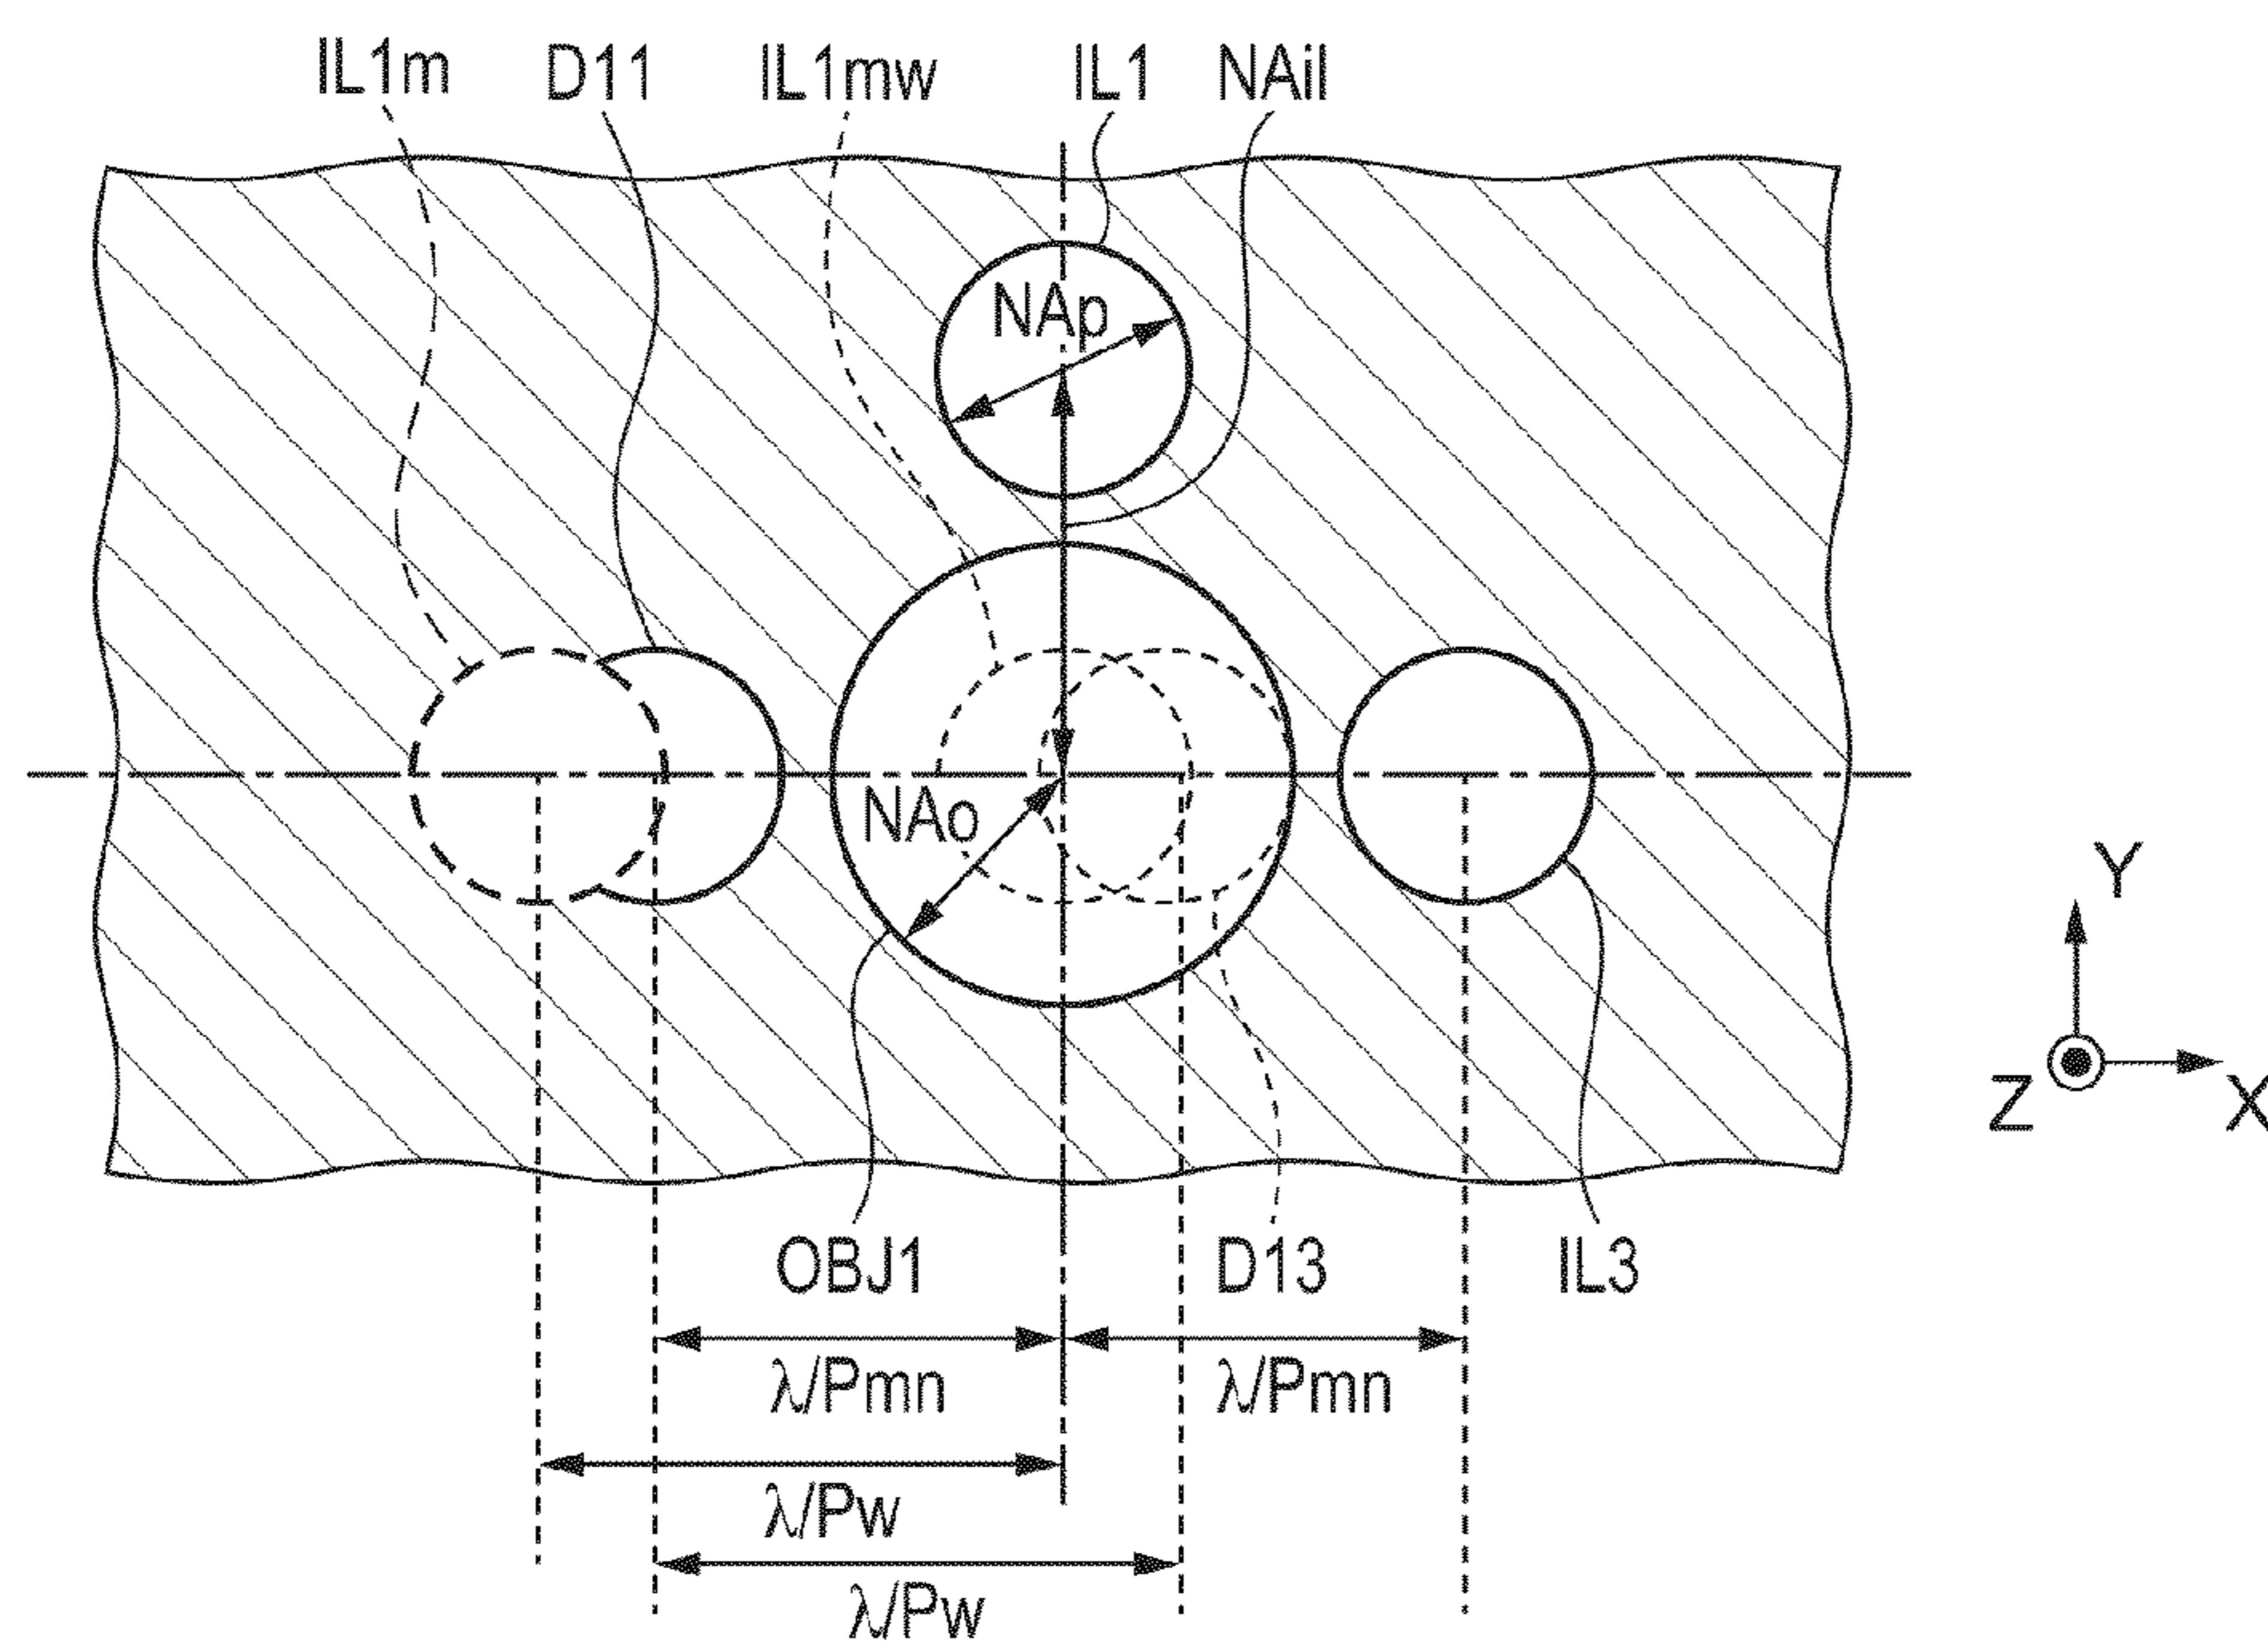 IL1m D11 IL1mw IL1 NAil
NAp
NAo
Y
Z X
OBJ1 D13 IL3
λ/Pmn λ/Pmn
λ/Pw
λ/Pw